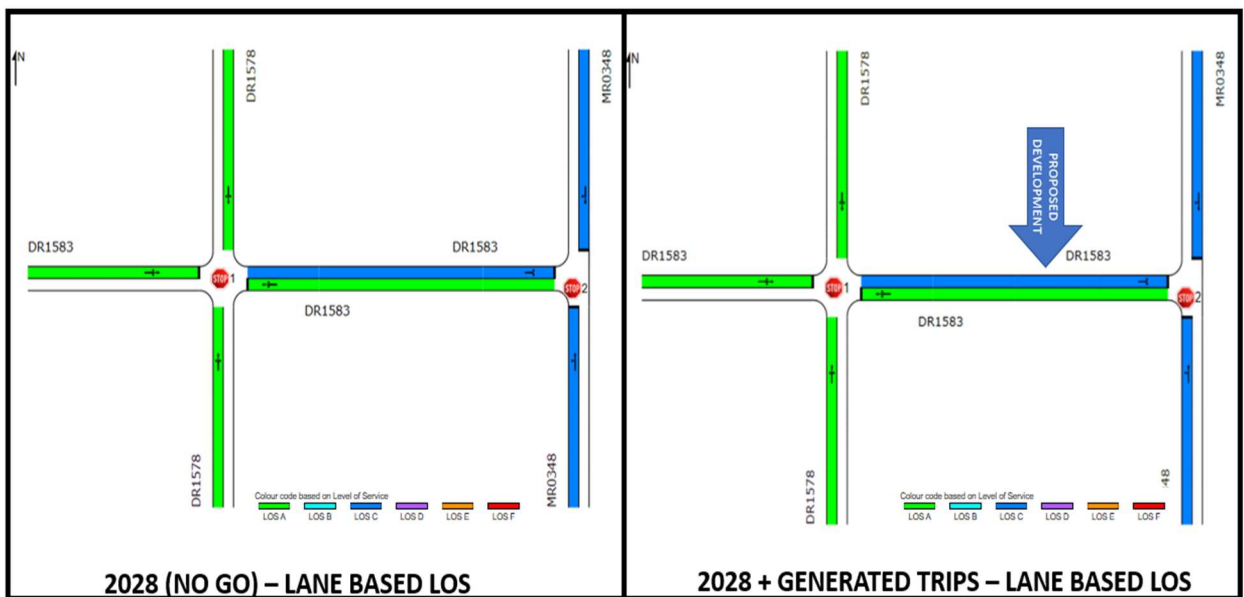 N
DR1578
MR0348
DR1583
DR1583
STOP 1
STOP 2
DR1583
DR1578
MR0348
Colour code based on Level of Service
LOS A LOS B LOS C LOS D LOS E LOS F
2028 (NO GO) – LANE BASED LOS
N
DR1578
MR0348
PROPOSED
DEVELOPMENT
DR1583
DR1583
STOP 1
STOP 2
DR1583
DR1578
48
Colour code based on Level of Service
LOS A LOS B LOS C LOS D LOS E LOS F
2028 + GENERATED TRIPS – LANE BASED LOS